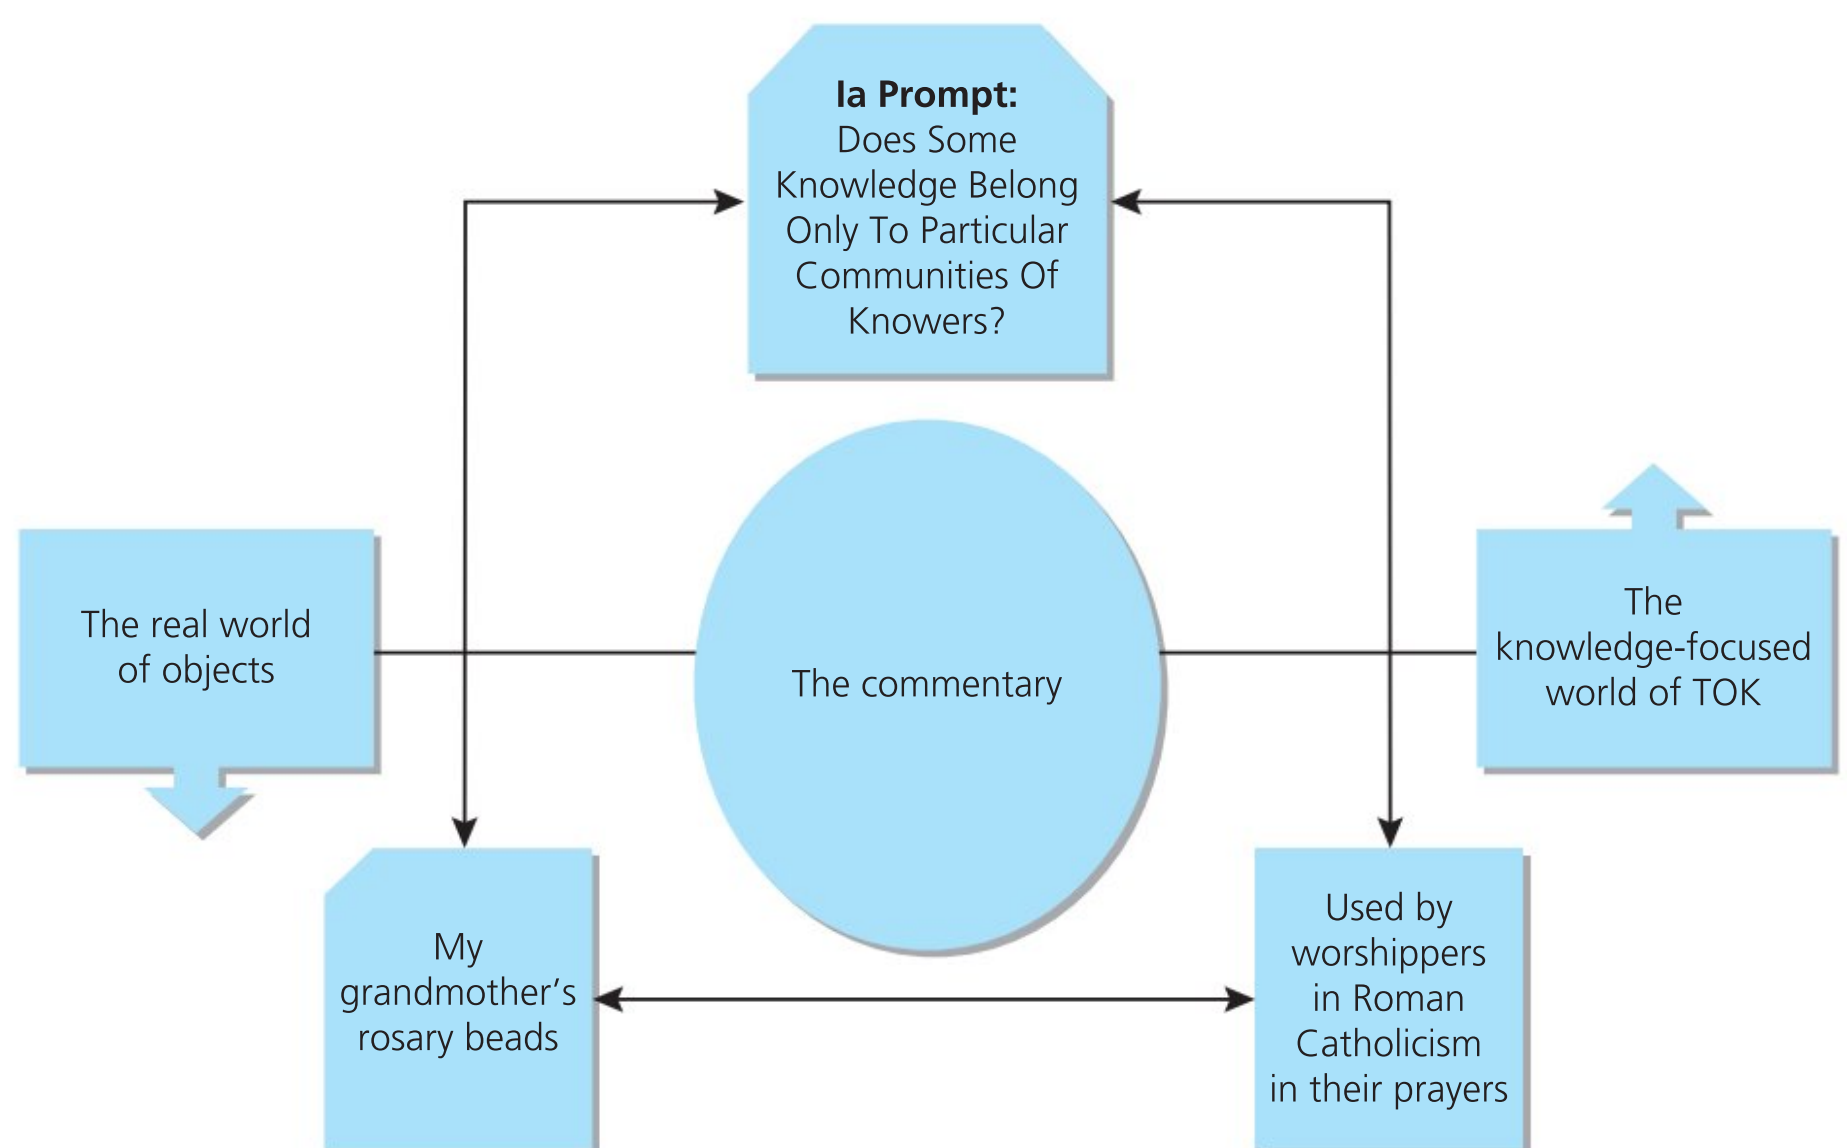 Ia Prompt:
Does Some
Knowledge Belong
Only To Particular
Communities Of
Knowers?
The real world
of objects
The commentary
The
knowledge-focused
world of TOK
My
grandmother's
rosary beads
Used by
worshippers
in Roman
Catholicism
in their prayers